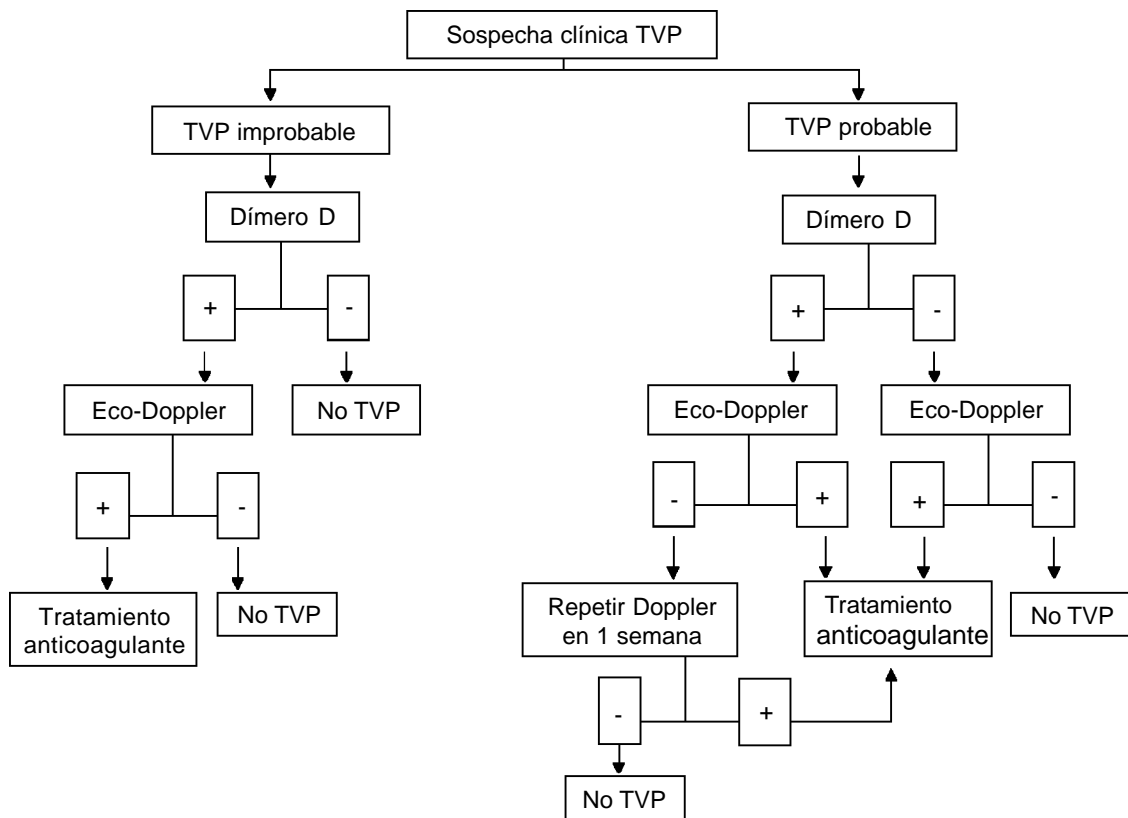 Sospecha clínica TVP
TVP improbable
TVP probable
Dímero D
Dímero D
+
-
+
-
Eco-Doppler
No TVP
Eco-Doppler
Eco-Doppler
+
-
-
+
+
-
Tratamiento
anticoagulante
No TVP
Repetir Doppler
en 1 semana
Tratamiento
anticoagulante
No TVP
-
+
No TVP